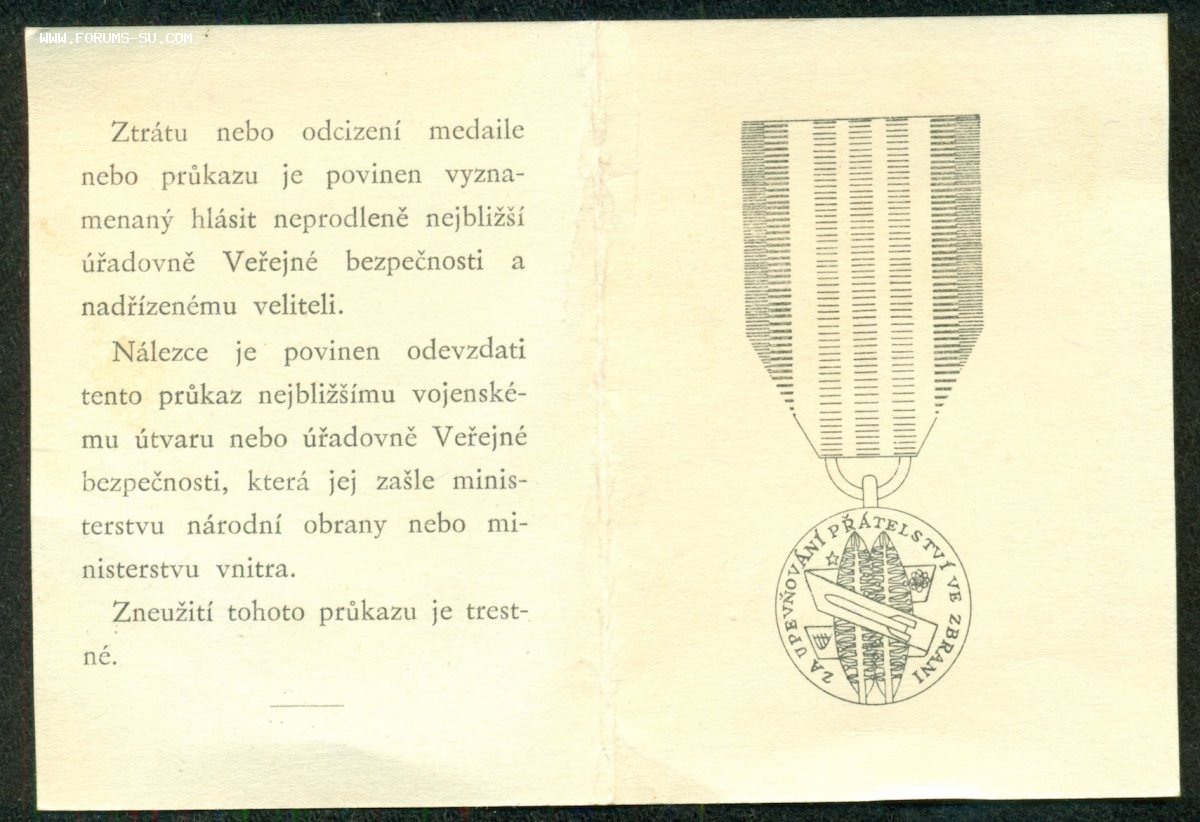 WWW.FORUMS-SU.COM
Ztrátu nebo odcizení medaile
nebo průkazu je povinen vyzna-
menaný hlásit neprodleně nejbližší
úřadovně Veřejné bezpečnosti a
nadřízenému veliteli.
Nálezce je povinen odevzdati
tento průkaz nejbližšímu vojenské-
mu útvaru nebo úřadovně Veřejné
bezpečnosti, která jej zašle minis-
terstvu národní obrany nebo mi-
nisterstvu vnitra.
Zneužití tohoto průkazu je trest-
né.
ZA UPEVŇOVÁNÍ PŘÁTELSTVÍ VE ZBRANI